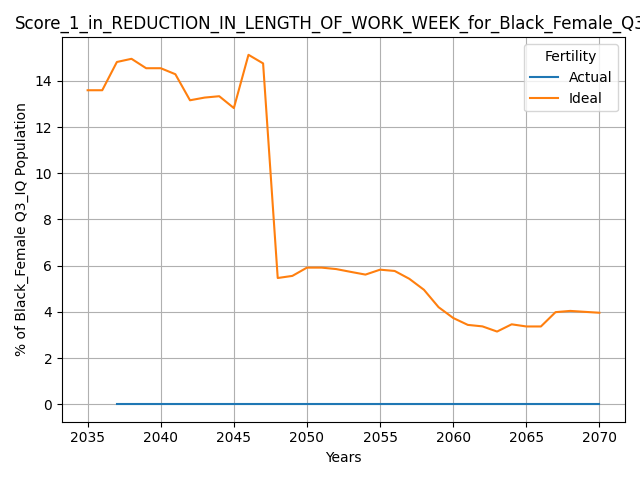 Score_1_in_REDUCTION_IN_LENGTH_OF_WORK_WEEK_for_Black_Female_Q3
Fertility
Actual
Ideal
% of Black_Female Q3_IQ Population
14
12
10
8
6
4
2
0
2035 2040 2045 2050 2055 2060 2065 2070
Years